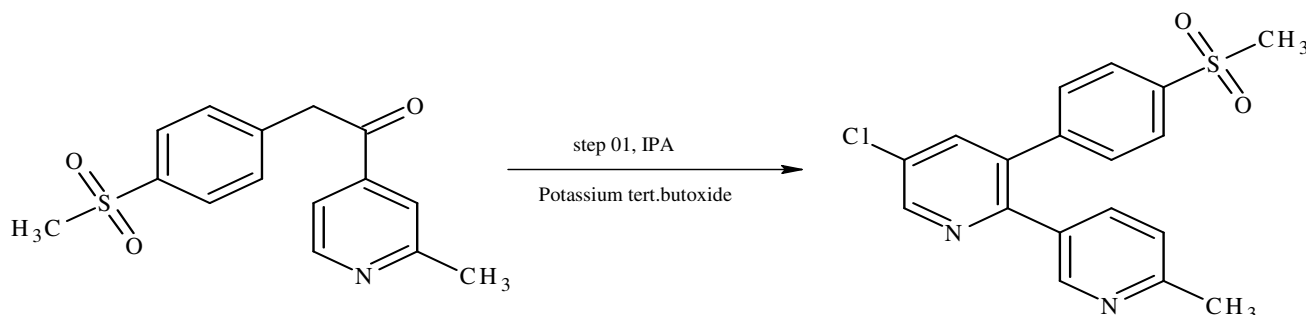 O
O
S
H₃C
O
N
CH₃
step 01, IPA
Potassium tert.butoxide
O
CH₃
S
O
Cl
N
N
CH₃